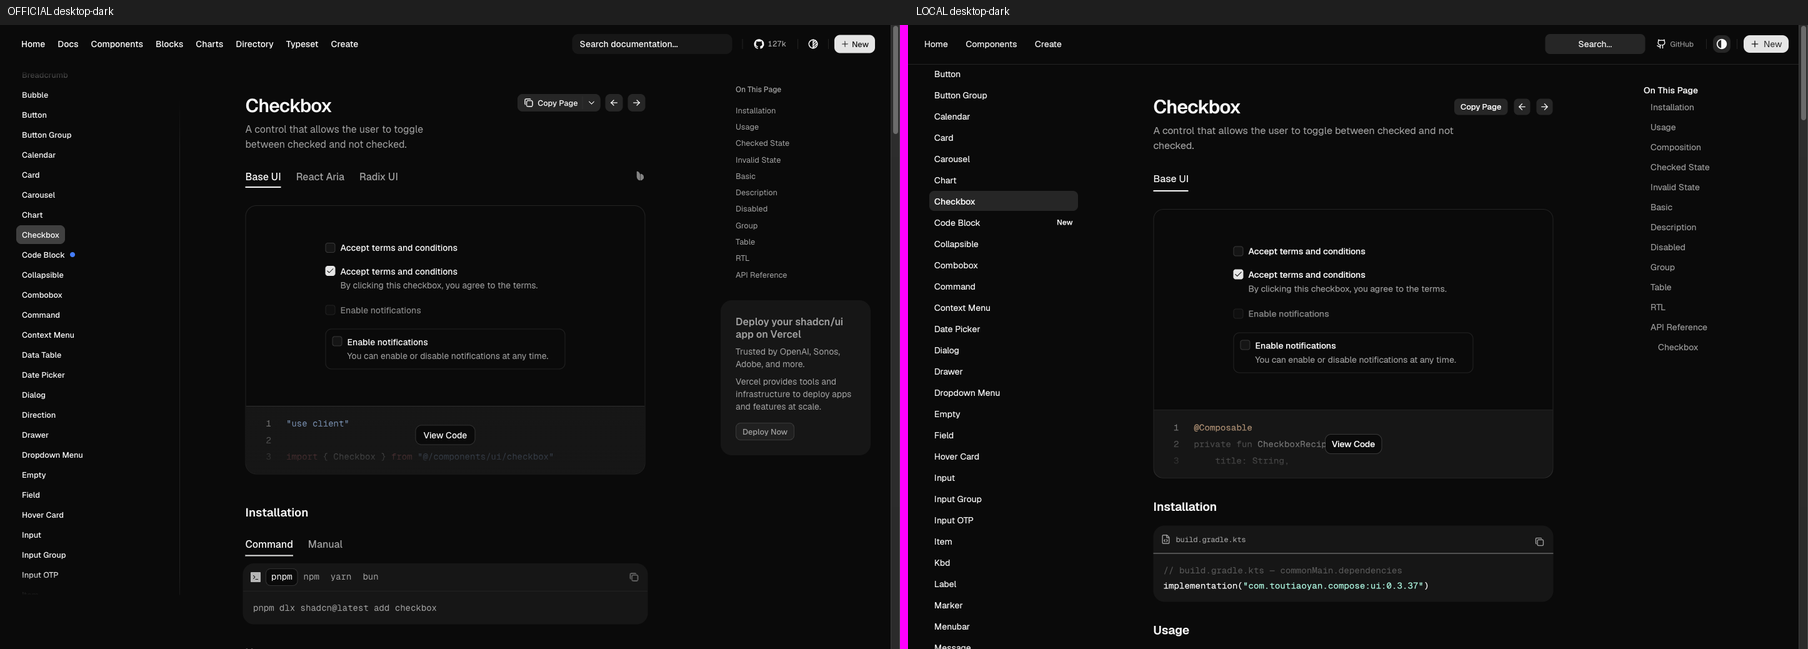 OFFICIAL desktop-dark
Home Docs Components Blocks Charts Directory Typeset Create
Search documentation...
127k
+ New
Breadcrumb
Bubble
Button
Button Group
Calendar
Card
Carousel
Chart
Checkbox
Code Block
Collapsible
Combobox
Command
Context Menu
Data Table
Date Picker
Dialog
Direction
Drawer
Dropdown Menu
Empty
Field
Hover Card
Input
Input Group
Input OTP
Checkbox
Copy Page
A control that allows the user to toggle
between checked and not checked.
Base UI React Aria Radix UI
Accept terms and conditions
Accept terms and conditions
By clicking this checkbox, you agree to the terms.
Enable notifications
Enable notifications
You can enable or disable notifications at any time.
1 "use client"
2
View Code
3 import { Checkbox } from "@/components/ui/checkbox"
Installation
Command Manual
pnpm npm yarn bun
pnpm dlx shadcn@latest add checkbox
On This Page
Installation
Usage
Checked State
Invalid State
Basic
Description
Disabled
Group
Table
RTL
API Reference
Deploy your shadcn/ui
app on Vercel
Trusted by OpenAI, Sonos,
Adobe, and more.
Vercel provides tools and
infrastructure to deploy apps
and features at scale.
Deploy Now
LOCAL desktop-dark
Home Components Create
Search...
GitHub
+ New
Button
Button Group
Calendar
Card
Carousel
Chart
Checkbox
Code Block New
Collapsible
Combobox
Command
Context Menu
Date Picker
Dialog
Drawer
Dropdown Menu
Empty
Field
Hover Card
Input
Input Group
Input OTP
Item
Kbd
Label
Marker
Menubar
Message
Checkbox
Copy Page
A control that allows the user to toggle between checked and not
checked.
Base UI
Accept terms and conditions
Accept terms and conditions
By clicking this checkbox, you agree to the terms.
Enable notifications
Enable notifications
You can enable or disable notifications at any time.
1 @Composable
2 private fun CheckboxRecip
View Code
3 title: String,
Installation
build.gradle.kts
// build.gradle.kts — commonMain.dependencies
implementation("com.toutiaoyan.compose:ui:0.3.37")
Usage
On This Page
Installation
Usage
Composition
Checked State
Invalid State
Basic
Description
Disabled
Group
Table
RTL
API Reference
Checkbox